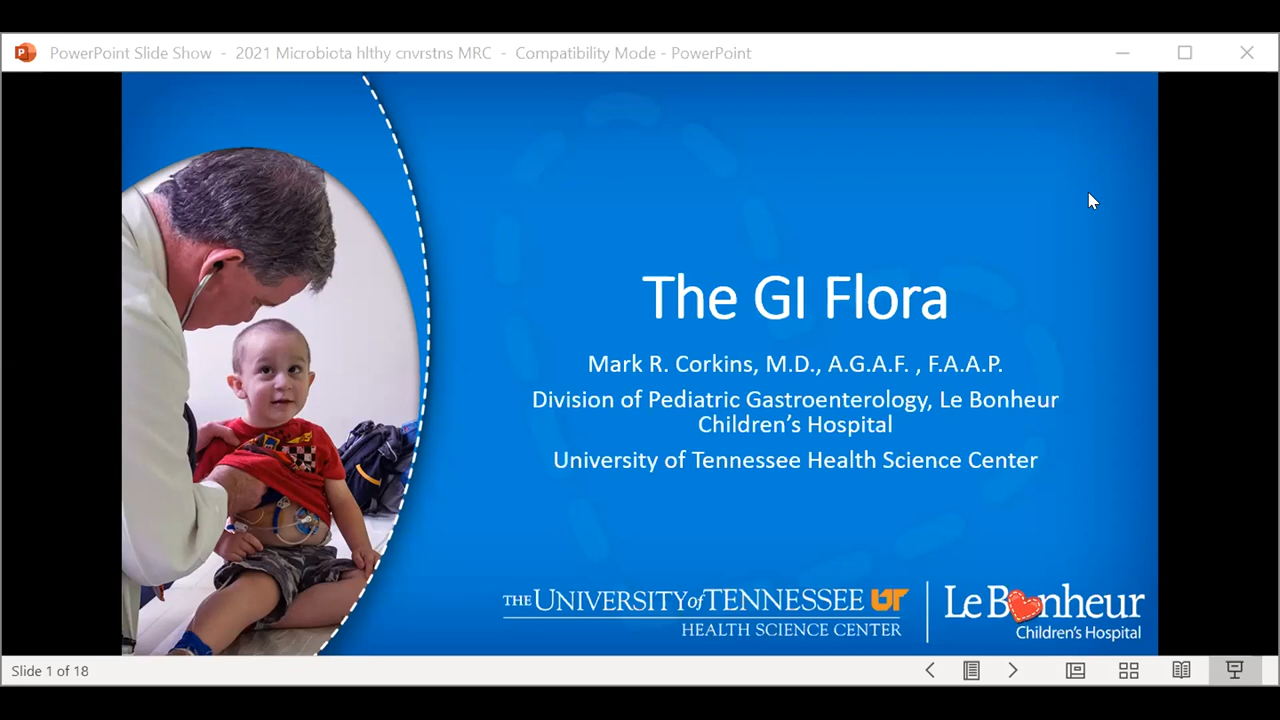 PowerPoint Slide Show - 2021 Microbiota hlthy cnvrstns MRC - Compatibility Mode - PowerPoint
The GI Flora
Mark R. Corkins, M.D., A.G.A.F. , F.A.A.P.
Division of Pediatric Gastroenterology, Le Bonheur
Children's Hospital
University of Tennessee Health Science Center
THE UNIVERSITY of TENNESSEE UT
HEALTH SCIENCE CENTER
Le Bonheur
Children's Hospital
Slide 1 of 18